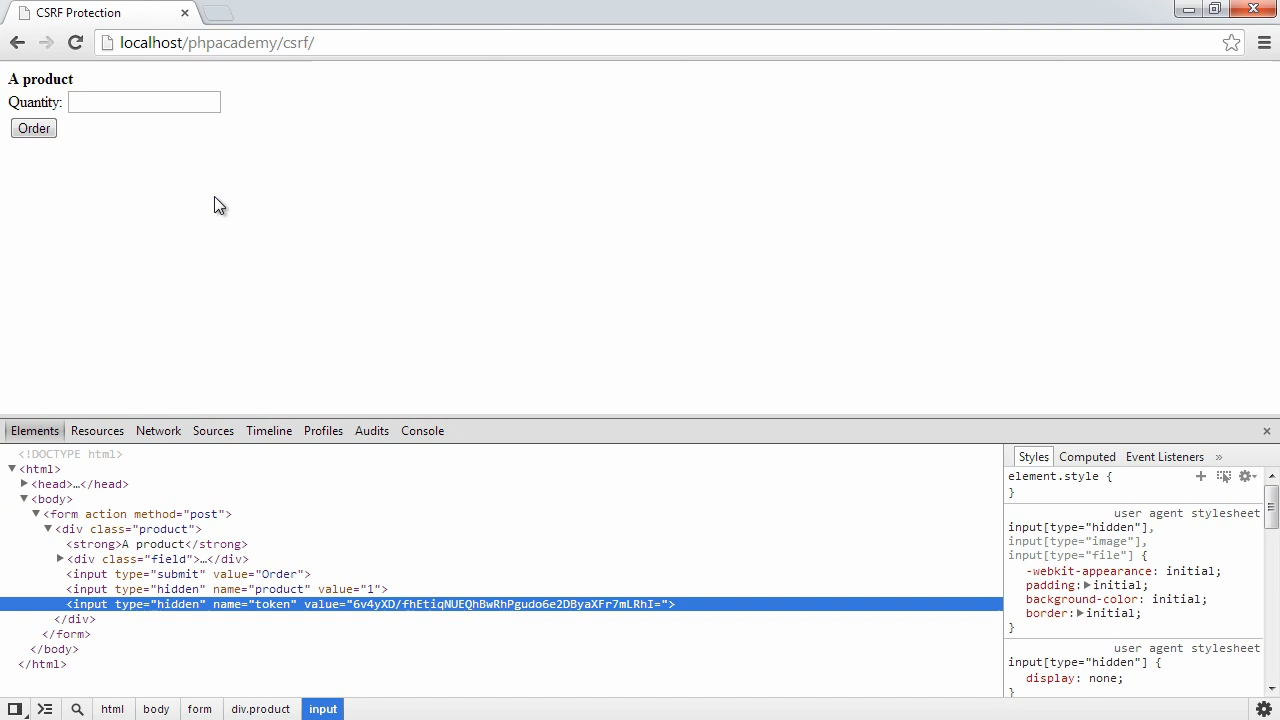 CSRF Protection
localhost/phpacademy/csrf/
A product
Quantity:
Order
Elements Resources Network Sources Timeline Profiles Audits Console
<!DOCTYPE html>
<html>
<head>…</head>
<body>
<form action method="post">
<div class="product">
<strong>A product</strong>
<div class="field">…</div>
<input type="submit" value="Order">
<input type="hidden" name="product" value="1">
<input type="hidden" name="token" value="6v4yXD/fhEtiqNUEQhBwRhPgudo6e2DByaXFr7mLRhI=">
</div>
</form>
</body>
</html>
Styles Computed Event Listeners »
element.style {
}
user agent stylesheet
input[type="hidden"],
input[type="image"],
input[type="file"] {
-webkit-appearance: initial;
padding: initial;
background-color: initial;
border: initial;
}
user agent stylesheet
input[type="hidden"] {
display: none;
}
html body form div.product input